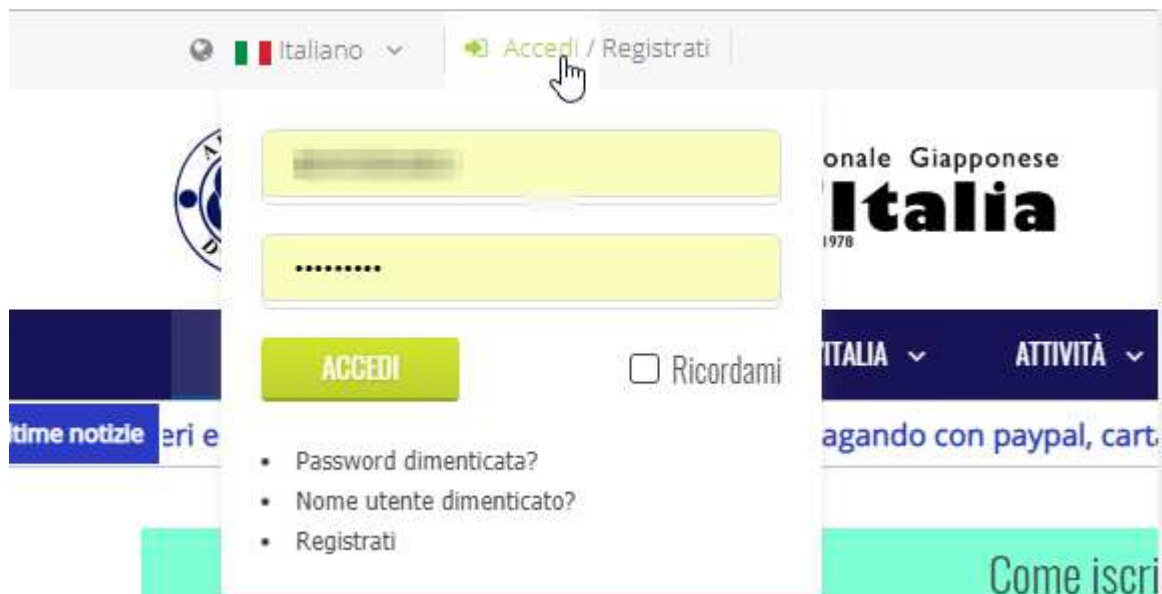 Italiano
Accedi / Registrati
onale Giapponese
Italia
1978
•••••••••
ACCEDI
Ricordami
ITALIA
ATTIVITÀ
time notizie
eri e
agando con paypal, cart
Password dimenticata?
Nome utente dimenticato?
Registrati
Come iscri